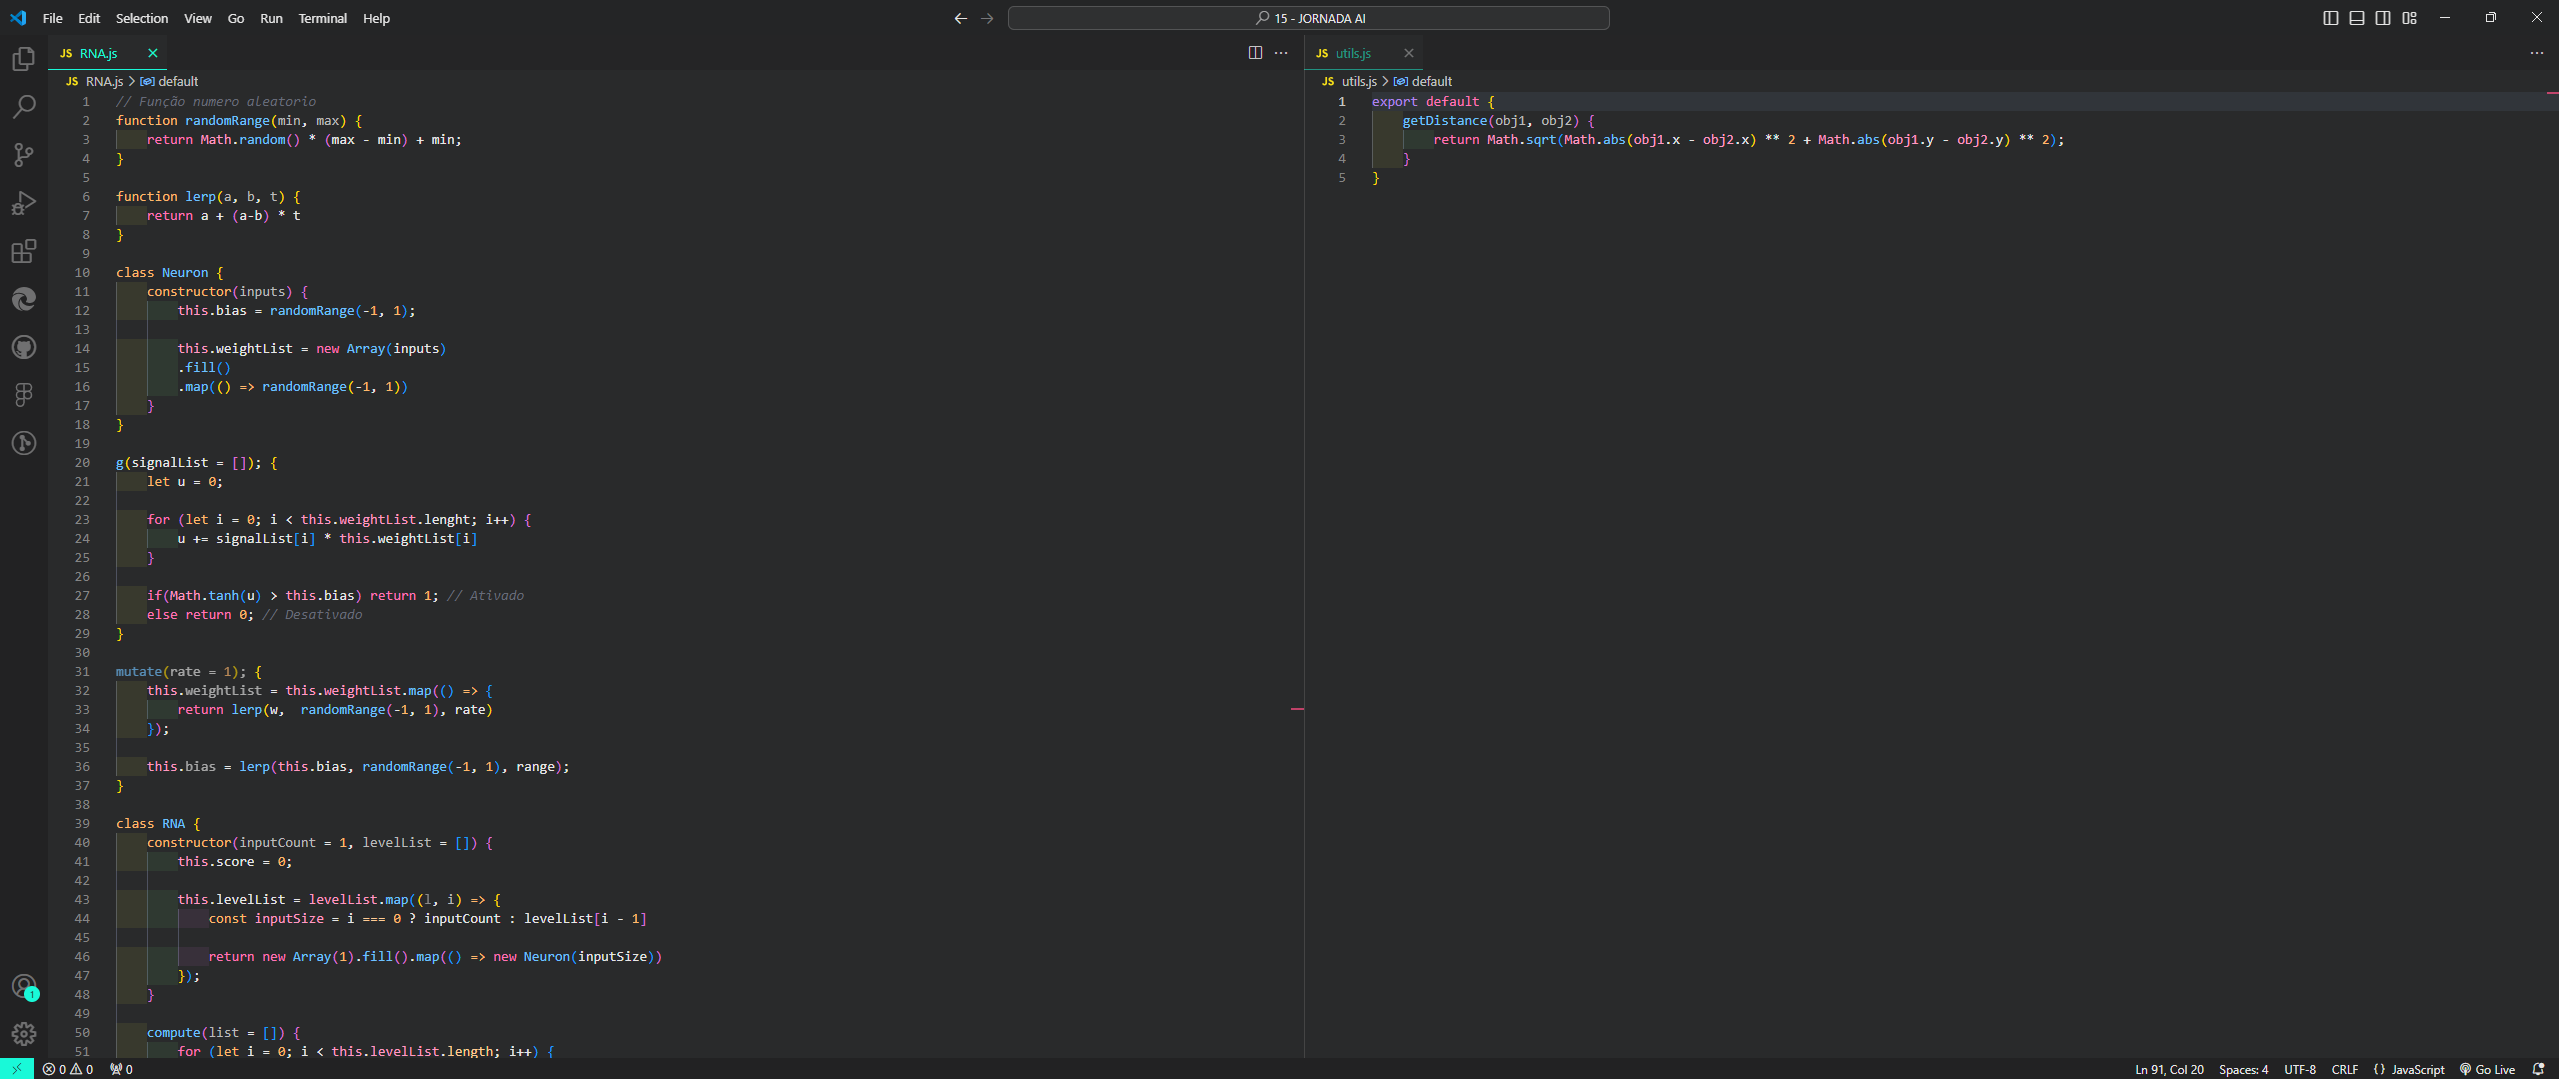 File Edit Selection View Go Run Terminal Help
15 - JORNADA AI
JS RNA.js
JS RNA.js > default
1 // Função numero aleatorio
2 function randomRange(min, max) {
3 return Math.random() * (max - min) + min;
4 }
5
6 function lerp(a, b, t) {
7 return a + (a-b) * t
8 }
9
10 class Neuron {
11 constructor(inputs) {
12 this.bias = randomRange(-1, 1);
13
14 this.weightList = new Array(inputs)
15 .fill()
16 .map(() => randomRange(-1, 1))
17 }
18 }
19
20 g(signalList = []); {
21 let u = 0;
22
23 for (let i = 0; i < this.weightList.lenght; i++) {
24 u += signalList[i] * this.weightList[i]
25 }
26
27 if(Math.tanh(u) > this.bias) return 1; // Ativado
28 else return 0; // Desativado
29 }
30
31 mutate(rate = 1); {
32 this.weightList = this.weightList.map(() => {
33 return lerp(w,  randomRange(-1, 1), rate)
34 });
35
36 this.bias = lerp(this.bias, randomRange(-1, 1), range);
37 }
38
39 class RNA {
40 constructor(inputCount = 1, levelList = []) {
41 this.score = 0;
42
43 this.levelList = levelList.map((l, i) => {
44 const inputSize = i === 0 ? inputCount : levelList[i - 1]
45
46 return new Array(1).fill().map(() => new Neuron(inputSize))
47 });
48 }
49
50 compute(list = []) {
51 for (let i = 0; i < this.levelList.length; i++) {
JS utils.js
JS utils.js > default
1 export default {
2 getDistance(obj1, obj2) {
3 return Math.sqrt(Math.abs(obj1.x - obj2.x) ** 2 + Math.abs(obj1.y - obj2.y) ** 2);
4 }
5 }
1
0 0 0
Ln 91, Col 20 Spaces: 4 UTF-8 CRLF {} JavaScript Go Live